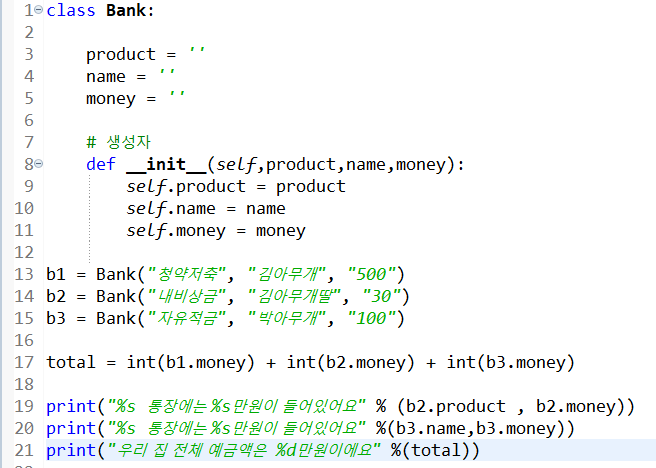 1 class Bank:
2
3 product = ''
4 name = ''
5 money = ''
6
7 # 생성자
8 def __init__(self,product,name,money):
9 self.product = product
10 self.name = name
11 self.money = money
12
13 b1 = Bank("청약저축", "김아무개", "500")
14 b2 = Bank("내비상금", "김아무개딸", "30")
15 b3 = Bank("자유적금", "박아무개", "100")
16
17 total = int(b1.money) + int(b2.money) + int(b3.money)
18
19 print("%s 통장에는 %s만원이 들어있어요" % (b2.product , b2.money))
20 print("%s 통장에는 %s만원이 들어있어요" %(b3.name,b3.money))
21 print("우리 집 전체 예금액은 %d만원이에요" %(total))